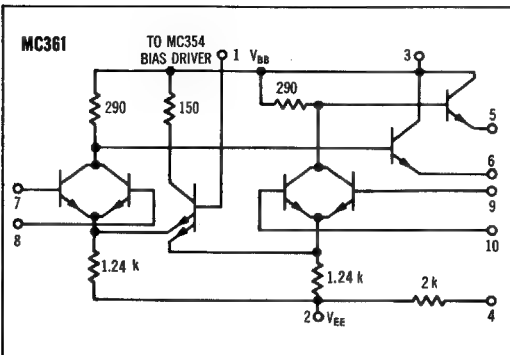 MC361
TO MC354
BIAS DRIVER
1 V_BB
3
290
150
290
5
6
7
9
8
10
1.24 k
1.24 k
2 k
2 V_EE
4